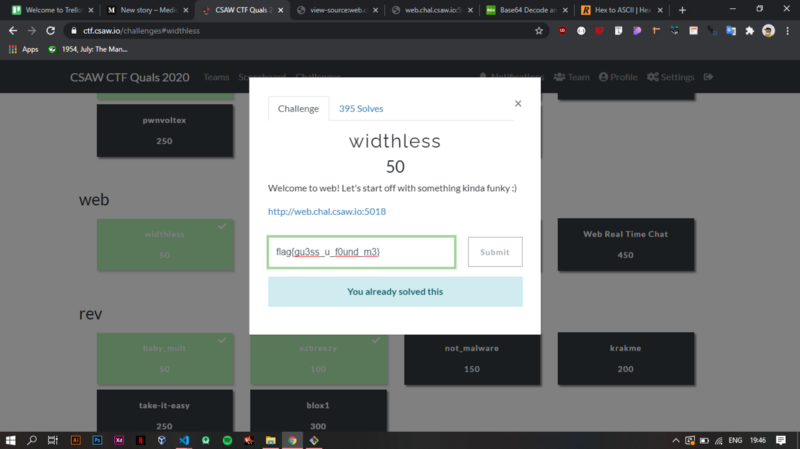 Welcome to Trello
New story – Medi
CSAW CTF Quals 2
view-sourceweb.c
web.chal.csaw.io:5
Base64 Decode an
Hex to ASCII | Hex
ctf.csaw.io/challenges#widthless
Apps
1954, July: The Man...
CSAW CTF Quals 2020
Teams
Scoreboard
Challenges
Notifications
Team
Profile
Settings
pwnvoltex
250
Challenge
395 Solves
×
widthless
50
Welcome to web! Let's start off with something kinda funky :)
http://web.chal.csaw.io:5018
flag{gu3ss_u_f0und_m3}
Submit
You already solved this
web
widthless
50
Web Real Time Chat
450
rev
baby_mult
50
ezbreezy
100
not_malware
150
krakme
200
take-it-easy
250
blox1
300
ENG
19:46